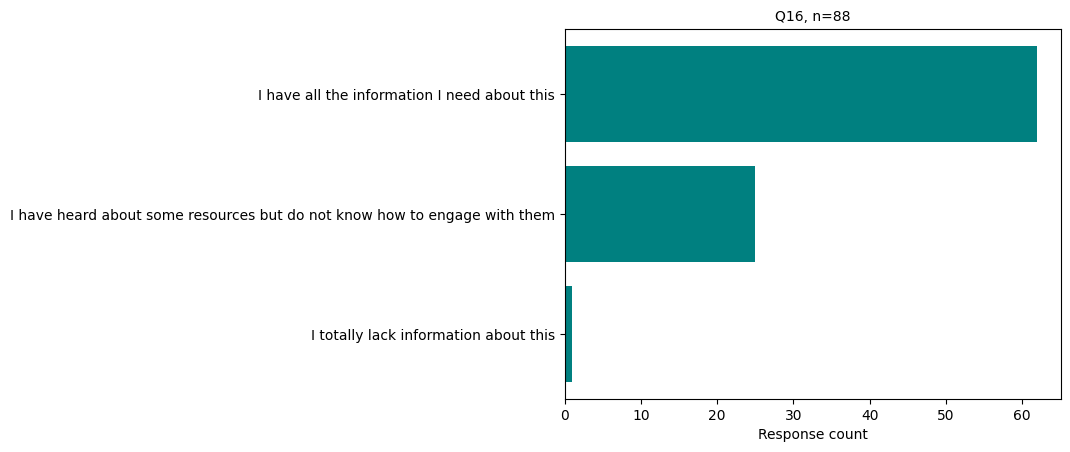 Q16, n=88
I have all the information I need about this
I have heard about some resources but do not know how to engage with them
I totally lack information about this
0 10 20 30 40 50 60
Response count